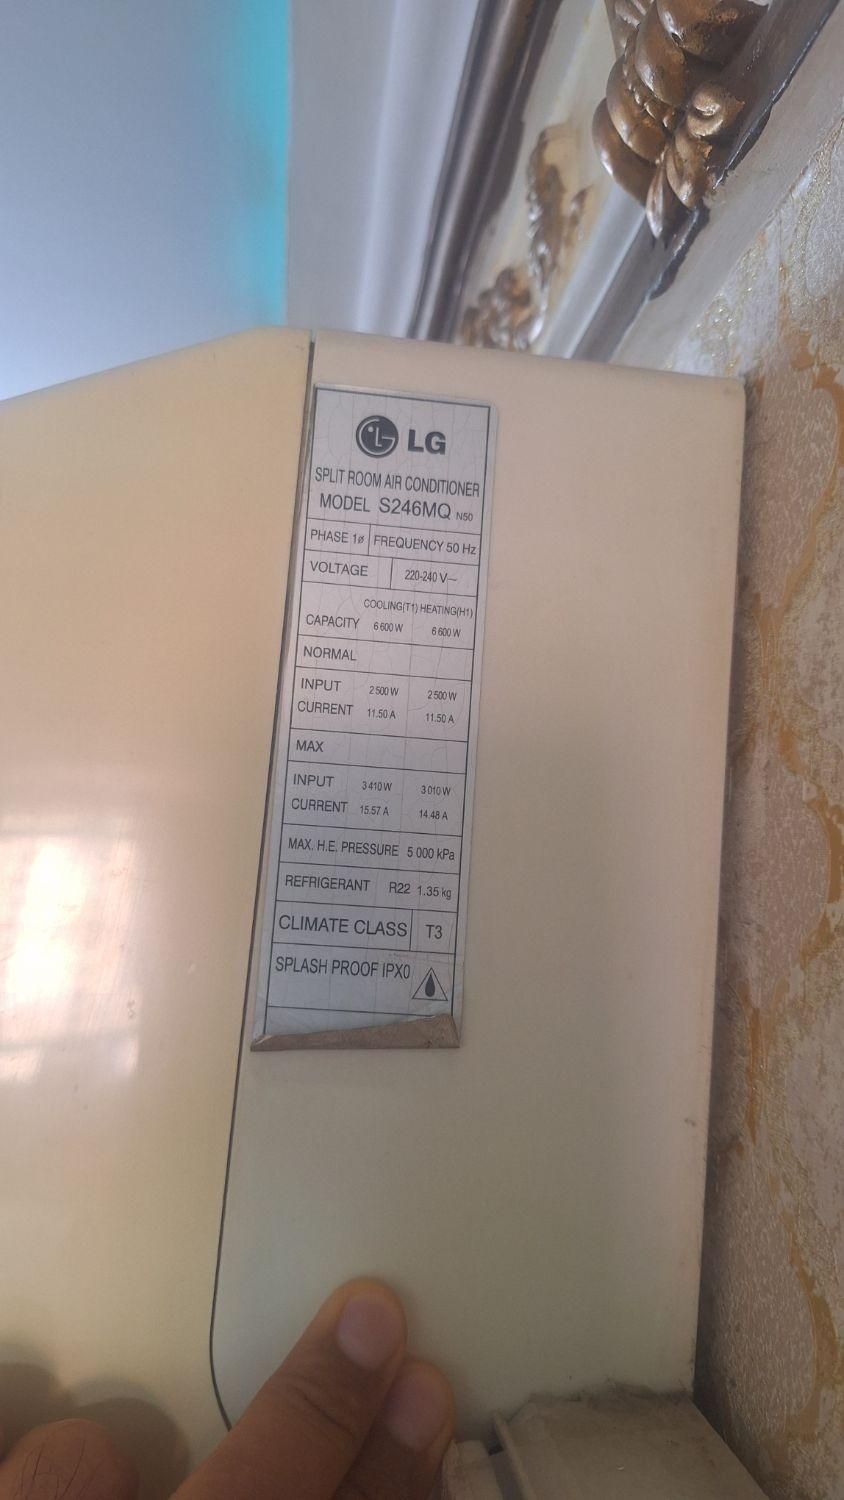 LG
SPLIT ROOM AIR CONDITIONER
MODEL S246MQ N50
PHASE 1ø FREQUENCY 50 Hz
VOLTAGE 220-240 V~
COOLING(T1) HEATING(H1)
CAPACITY 6 600 W 6 600 W
NORMAL
INPUT 2 500 W 2 500 W
CURRENT 11.50 A 11.50 A
MAX
INPUT 3 410 W 3 010 W
CURRENT 15.57 A 14.48 A
MAX. H.E. PRESSURE 5 000 kPa
REFRIGERANT R22 1.35 kg
CLIMATE CLASS T3
SPLASH PROOF IPX0